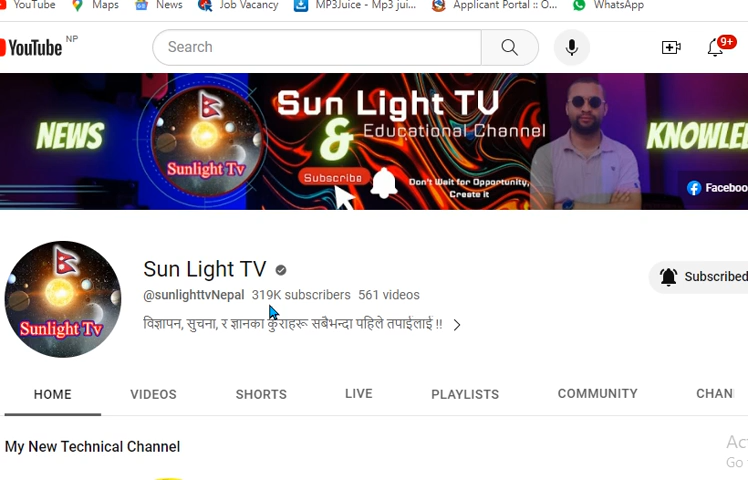 YouTube Maps News Job Vacancy MP3Juice - Mp3 jui... Applicant Portal :: O... WhatsApp
YouTube NP Search 9+
Sun Light TV
NEWS & Educational Channel KNOWLE
Sunlight Tv
Subscribe Don't Wait for Opportunity,
Create it
Faceboo
Sun Light TV
@sunlighttvNepal 319K subscribers 561 videos
Subscribed
Sunlight Tv
विज्ञापन, सुचना, र ज्ञानका कुराहरू सबैभन्दा पहिले तपाईलाई !!
HOME VIDEOS SHORTS LIVE PLAYLISTS COMMUNITY CHAN
My New Technical Channel
Act
Go